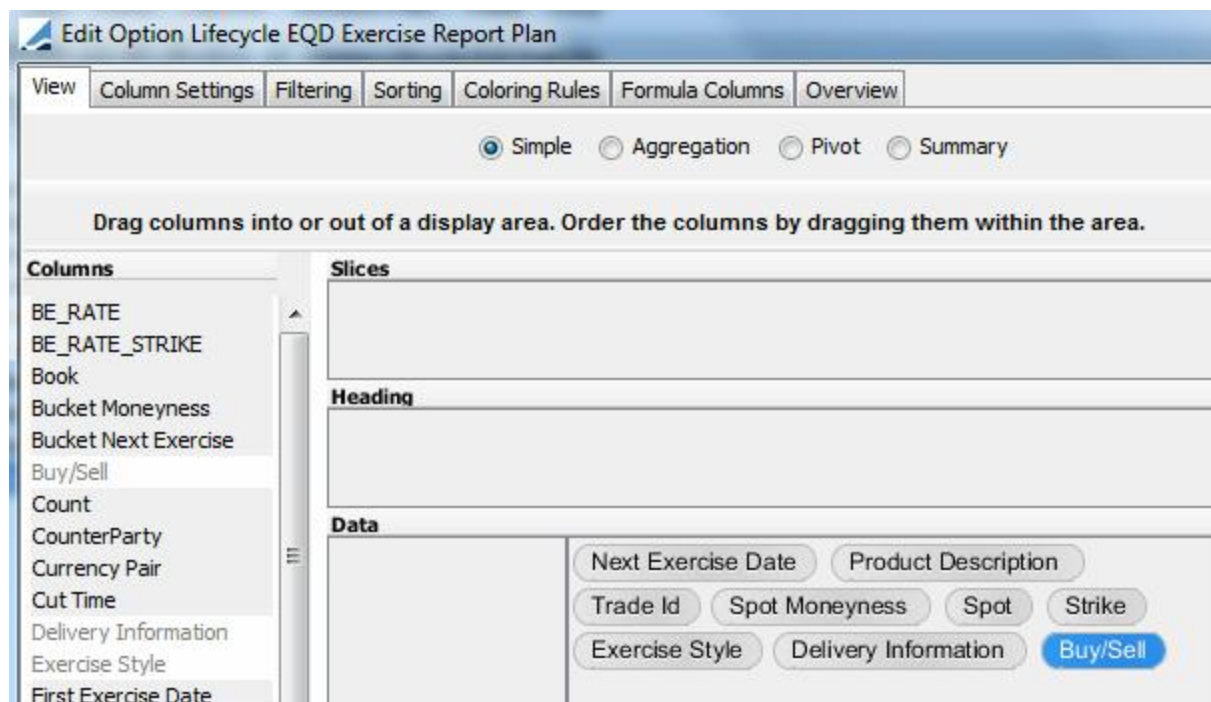 Edit Option Lifecycle EQD Exercise Report Plan
View Column Settings Filtering Sorting Coloring Rules Formula Columns Overview
Simple Aggregation Pivot Summary
Drag columns into or out of a display area. Order the columns by dragging them within the area.
Columns
BE_RATE
BE_RATE_STRIKE
Book
Bucket Moneyness
Bucket Next Exercise
Buy/Sell
Count
CounterParty
Currency Pair
Cut Time
Delivery Information
Exercise Style
First Exercise Date
Slices
Heading
Data
Next Exercise Date Product Description
Trade Id Spot Moneyness Spot Strike
Exercise Style Delivery Information Buy/Sell